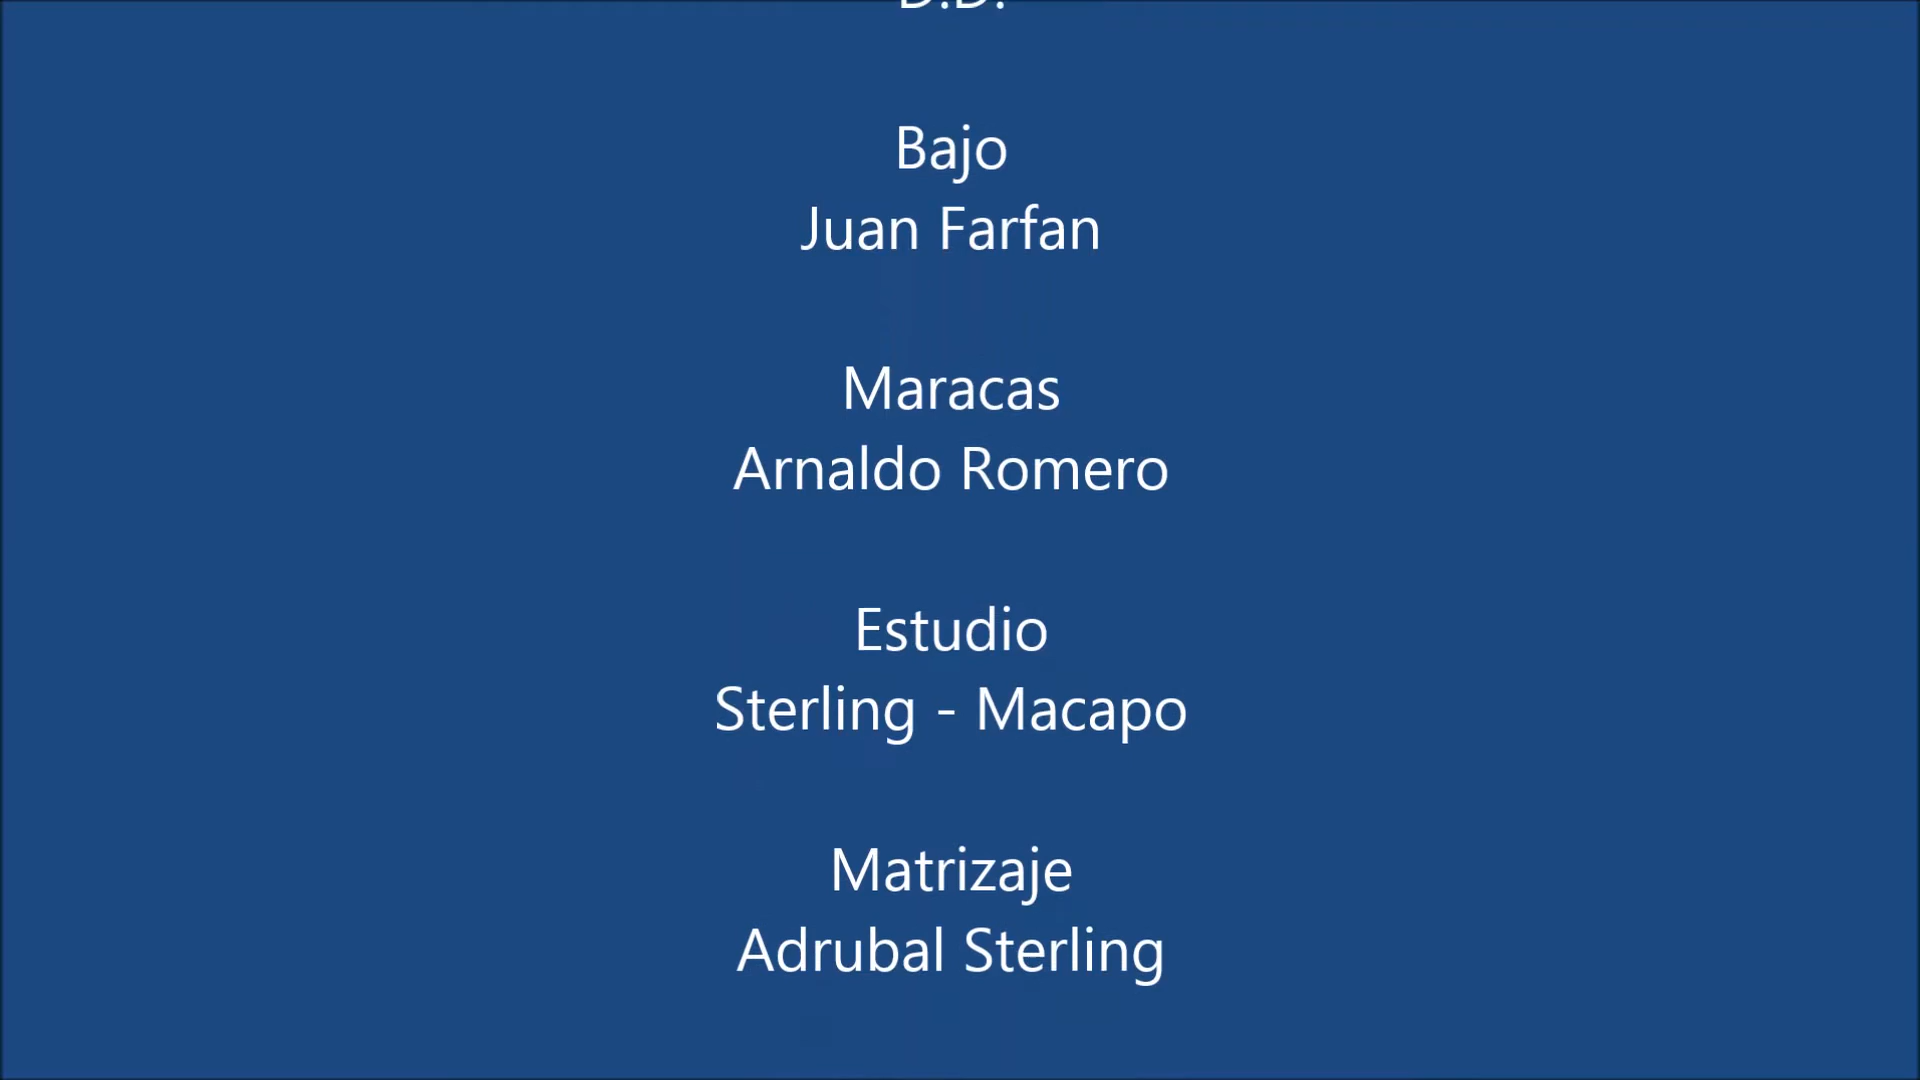 Bajo
Juan Farfan
Maracas
Arnaldo Romero
Estudio
Sterling - Macapo
Matrizaje
Adrubal Sterling